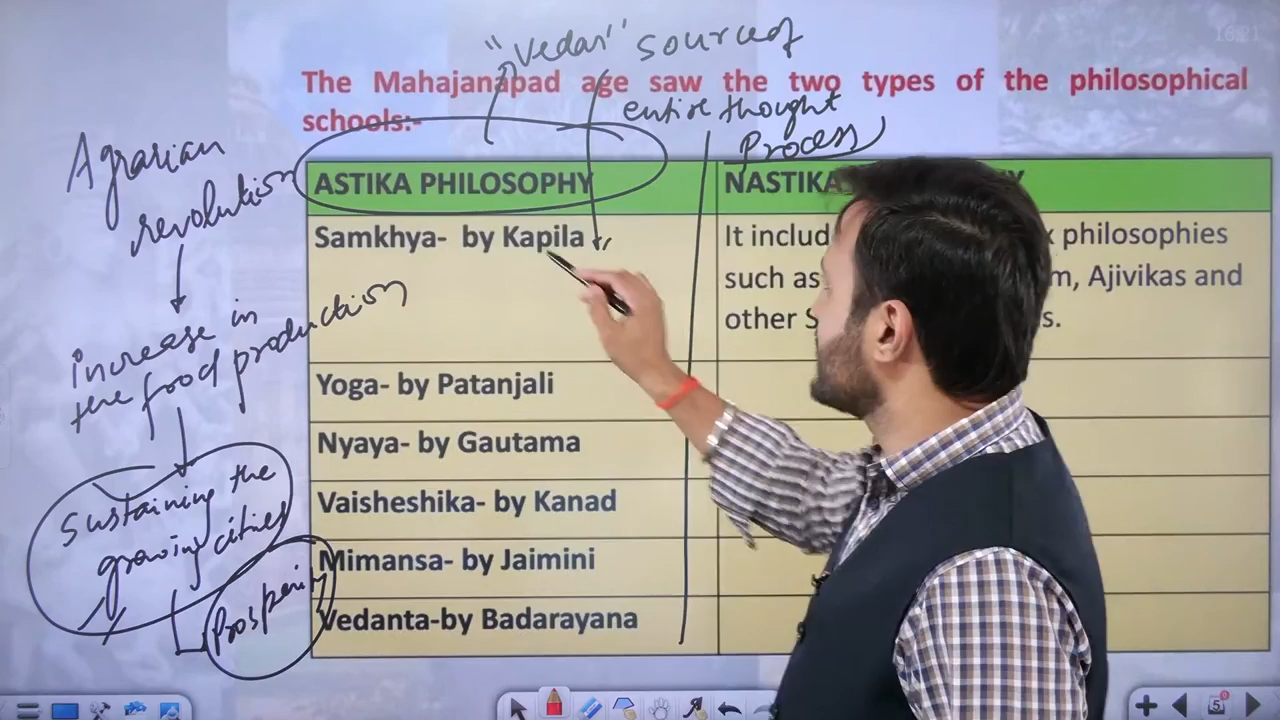 16:21
"Vedas" source of
The Mahajanapad age saw the two types of the philosophical
schools:-
entire thought
Process
Agrarian
revolution
increase in
the food production
Sustaining the
growing cities
Prosperity
ASTIKA PHILOSOPHY
Samkhya- by Kapila
Yoga- by Patanjali
Nyaya- by Gautama
Vaisheshika- by Kanad
Mimansa- by Jaimini
Vedanta-by Badarayana
NASTIKA
It includ philosophies
such as Ajivikas and
other